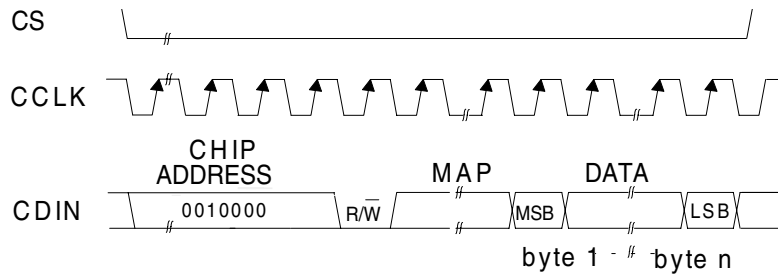 CS
CCLK
CHIP
ADDRESS
MAP
DATA
CDIN
0010000
R/W̅
MSB
LSB
byte 1 - - byte n